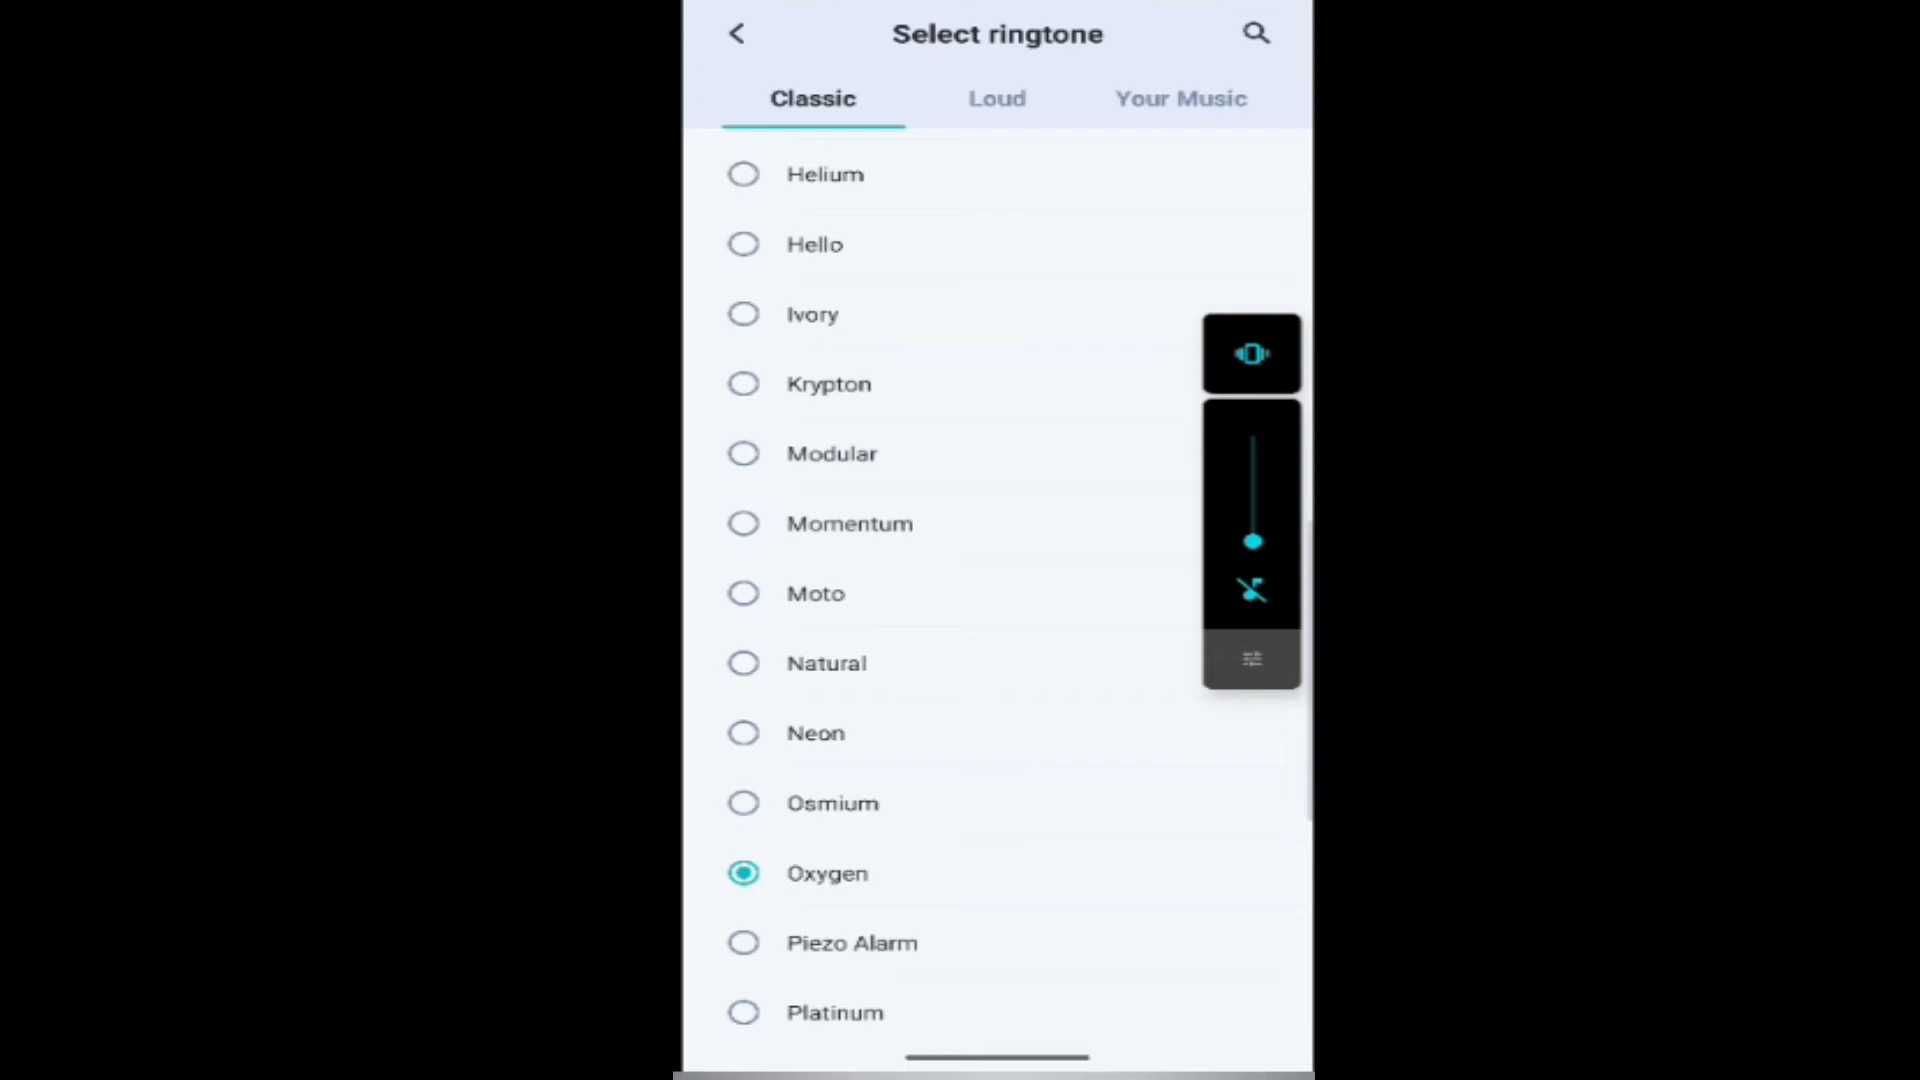 Select ringtone
Classic Loud Your Music
Helium
Hello
Ivory
Krypton
Modular
Momentum
Moto
Natural
Neon
Osmium
Oxygen
Piezo Alarm
Platinum